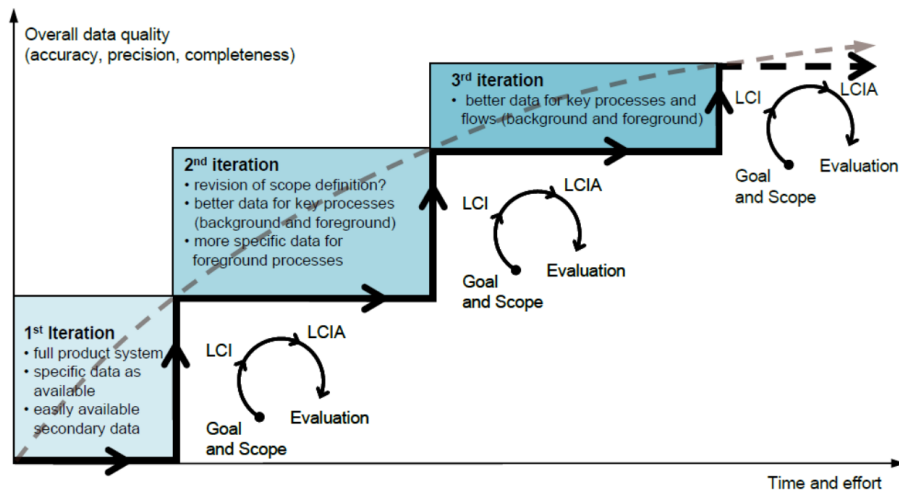 Overall data quality
(accuracy, precision, completeness)
3rd iteration
• better data for key processes and
flows (background and foreground)
LCI
LCIA
Goal
and Scope
Evaluation
2nd iteration
• revision of scope definition?
• better data for key processes
(background and foreground)
• more specific data for
foreground processes
LCI
LCIA
Goal
and Scope
Evaluation
1st Iteration
• full product system
• specific data as
available
• easily available
secondary data
LCI
LCIA
Goal
and Scope
Evaluation
Time and effort